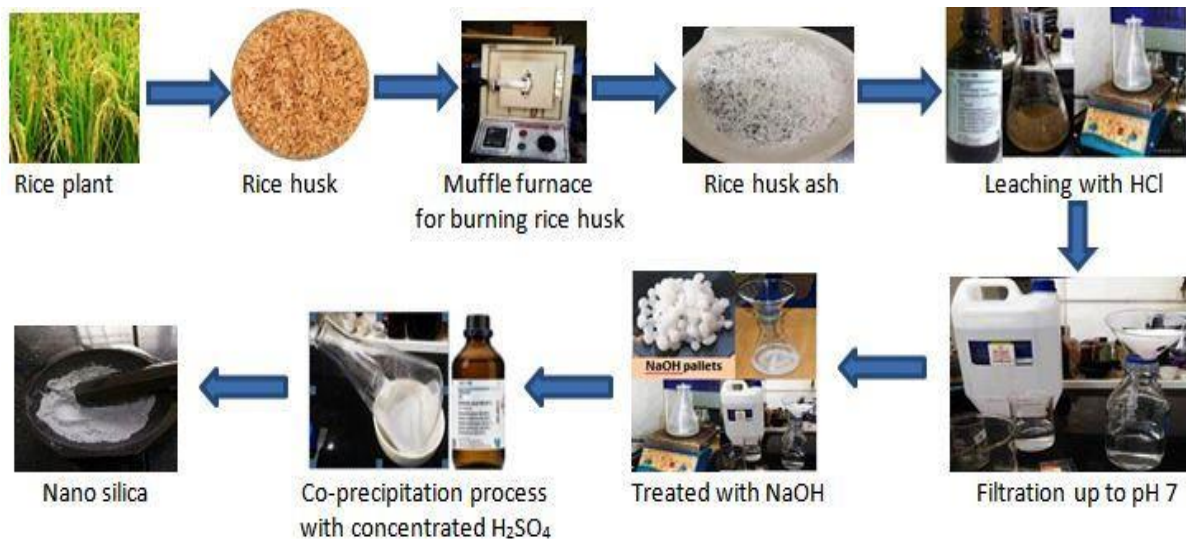 Rice plant
Rice husk
Muffle furnace
for burning rice husk
Rice husk ash
Leaching with HCl
Filtration up to pH 7
NaOH pallets
Treated with NaOH
Co-precipitation process
with concentrated H₂SO₄
Nano silica